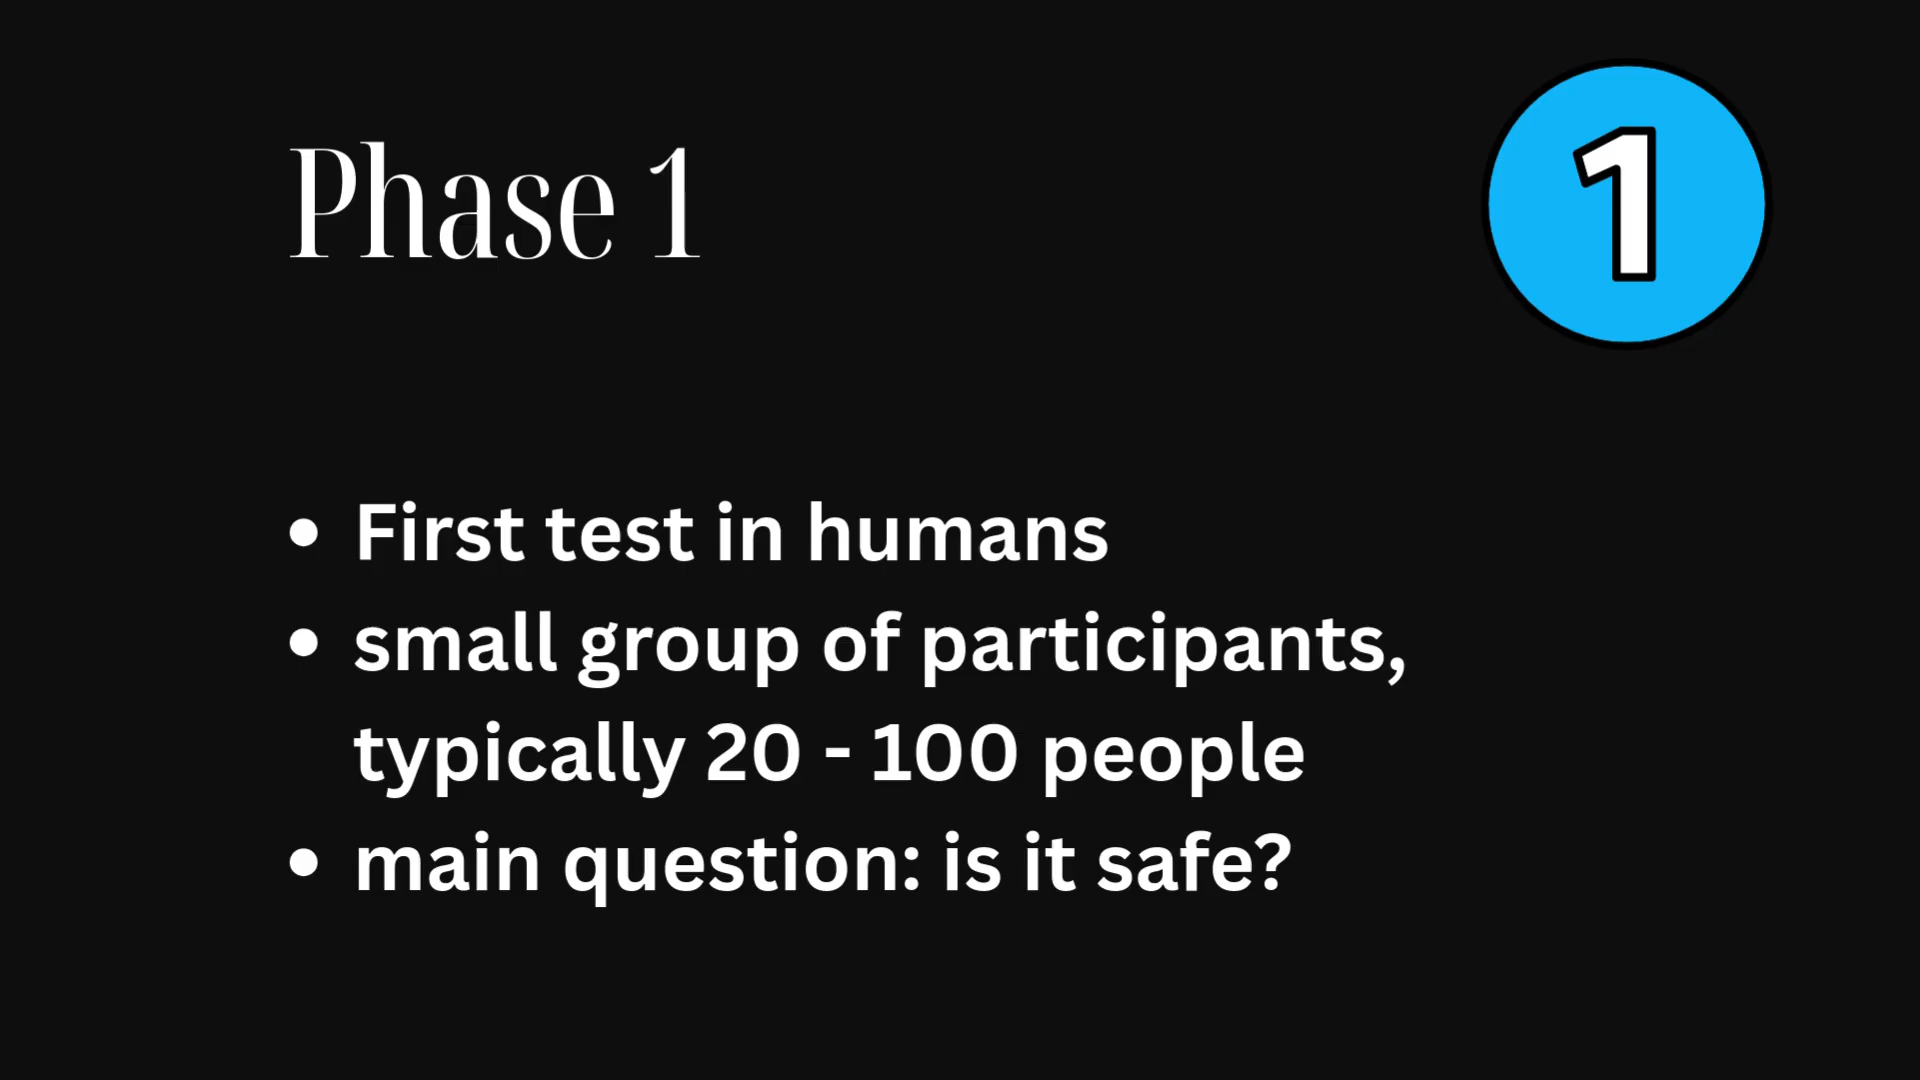 Phase 1
1
• First test in humans
• small group of participants,
typically 20 - 100 people
• main question: is it safe?